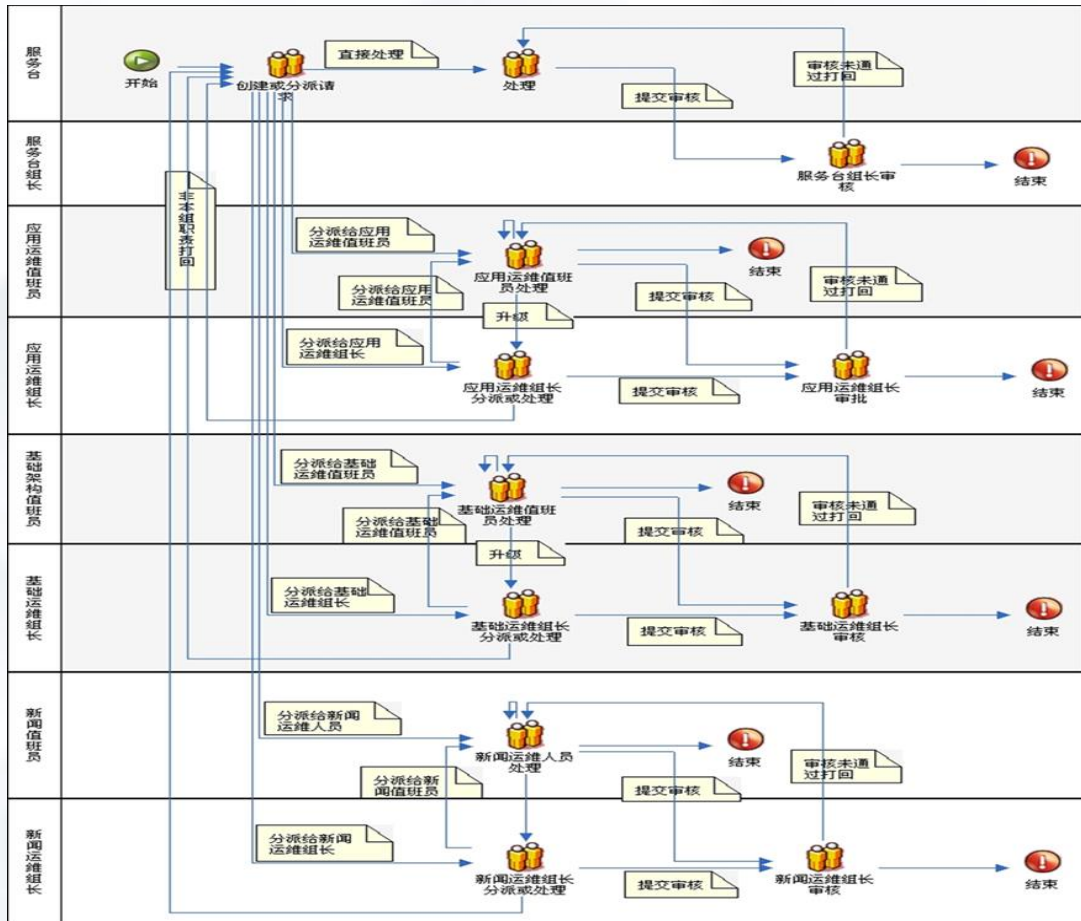 服务台
开始
创建或分派请
求
直接处理
处理
提交审核
审核未通
过打回
服务台组长
服务台组长审
核
结束
非本组职责打回
应用运维值班员
分派给应用
运维值班员
应用运维值班
员处理
结束
分派给应用
运维值班员
提交审核
审核未通
过打回
升级
应用运维组长
分派给应用
运维组长
应用运维组长
分派或处理
提交审核
应用运维组长
审批
结束
基础架构值班员
分派给基础
运维值班员
基础运维值班
员处理
结束
分派给基础
运维值班员
提交审核
审核未通
过打回
升级
基础运维组长
分派给基础
运维组长
基础运维组长
分派或处理
提交审核
基础运维组长
审核
结束
新闻值班员
分派给新闻
运维人员
新闻运维人员
处理
结束
分派给新
闻值班员
提交审核
审核未通
过打回
新闻运维组长
分派给新闻
运维组长
新闻运维组长
分派或处理
提交审核
新闻运维组长
审核
结束